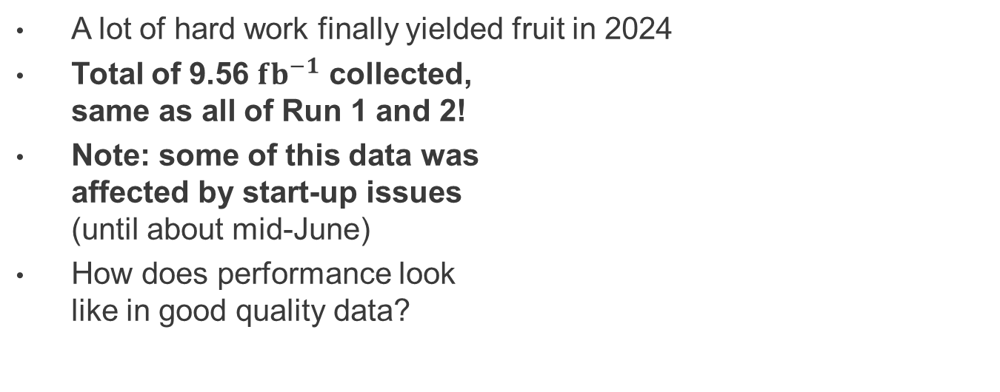 • A lot of hard work finally yielded fruit in 2024
• Total of 9.56 fb⁻¹ collected,
same as all of Run 1 and 2!
• Note: some of this data was
affected by start-up issues
(until about mid-June)
• How does performance look
like in good quality data?